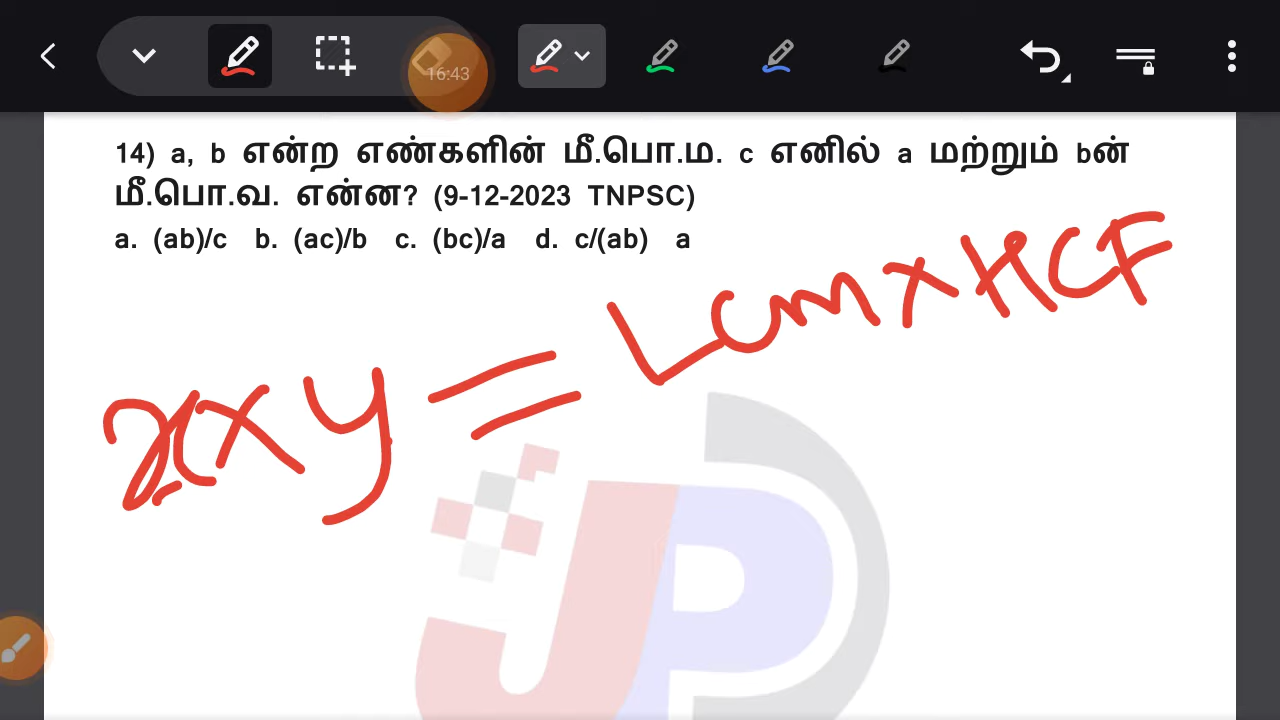 16:43
14) a, b என்ற எண்களின் மீ.பொ.ம. c எனில் a மற்றும் bன்
மீ.பொ.வ. என்ன? (9-12-2023 TNPSC)
a. (ab)/c b. (ac)/b c. (bc)/a d. c/(ab) a
x x y = Lcm x HCF
JP